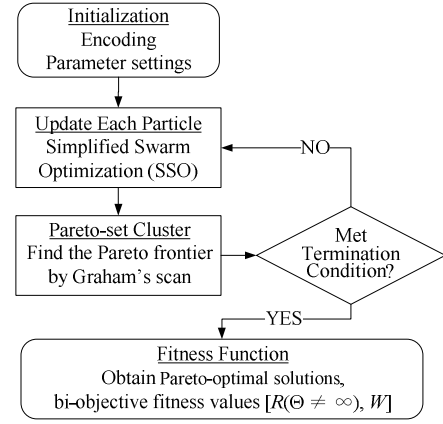 Initialization
Encoding
Parameter settings
Update Each Particle
Simplified Swarm
Optimization (SSO)
NO
Pareto-set Cluster
Find the Pareto frontier
by Graham's scan
Met
Termination
Condition?
YES
Fitness Function
Obtain Pareto-optimal solutions,
bi-objective fitness values [R(Θ ≠ ∞), W]